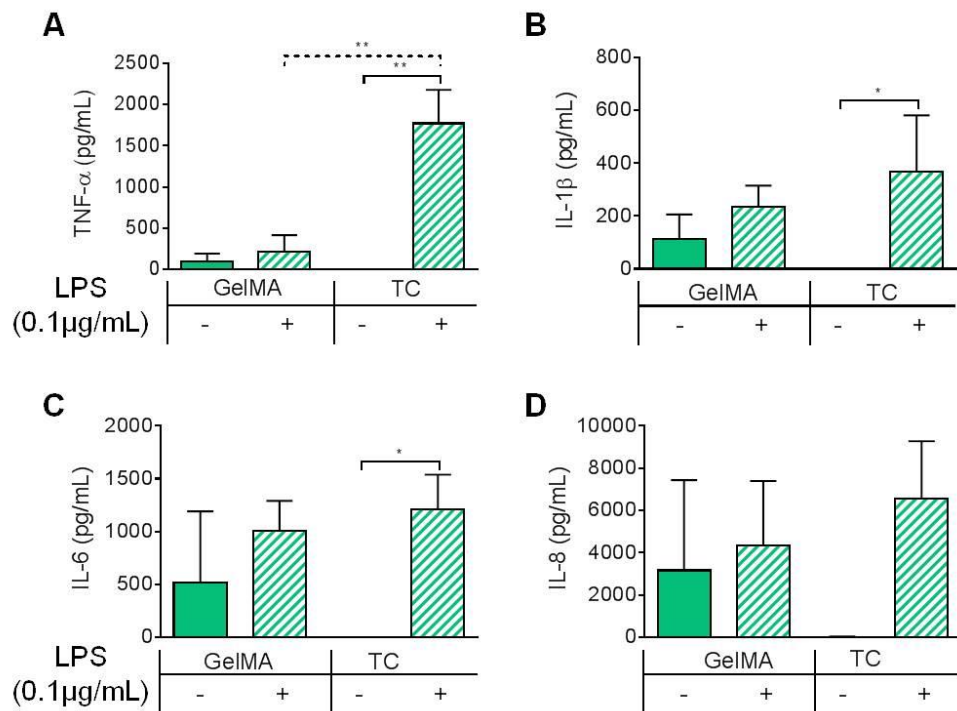 A
TNF-α (pg/mL)
2500
2000
1500
1000
500
0
**
**
LPS
(0.1µg/mL)
GelMA
TC
- + - +
B
IL-1β (pg/mL)
800
600
400
200
0
*
GelMA
TC
- + - +
C
IL-6 (pg/mL)
2000
1500
1000
500
0
*
LPS
(0.1µg/mL)
GelMA
TC
- + - +
D
IL-8 (pg/mL)
10000
8000
6000
4000
2000
0
GelMA
TC
- + - +